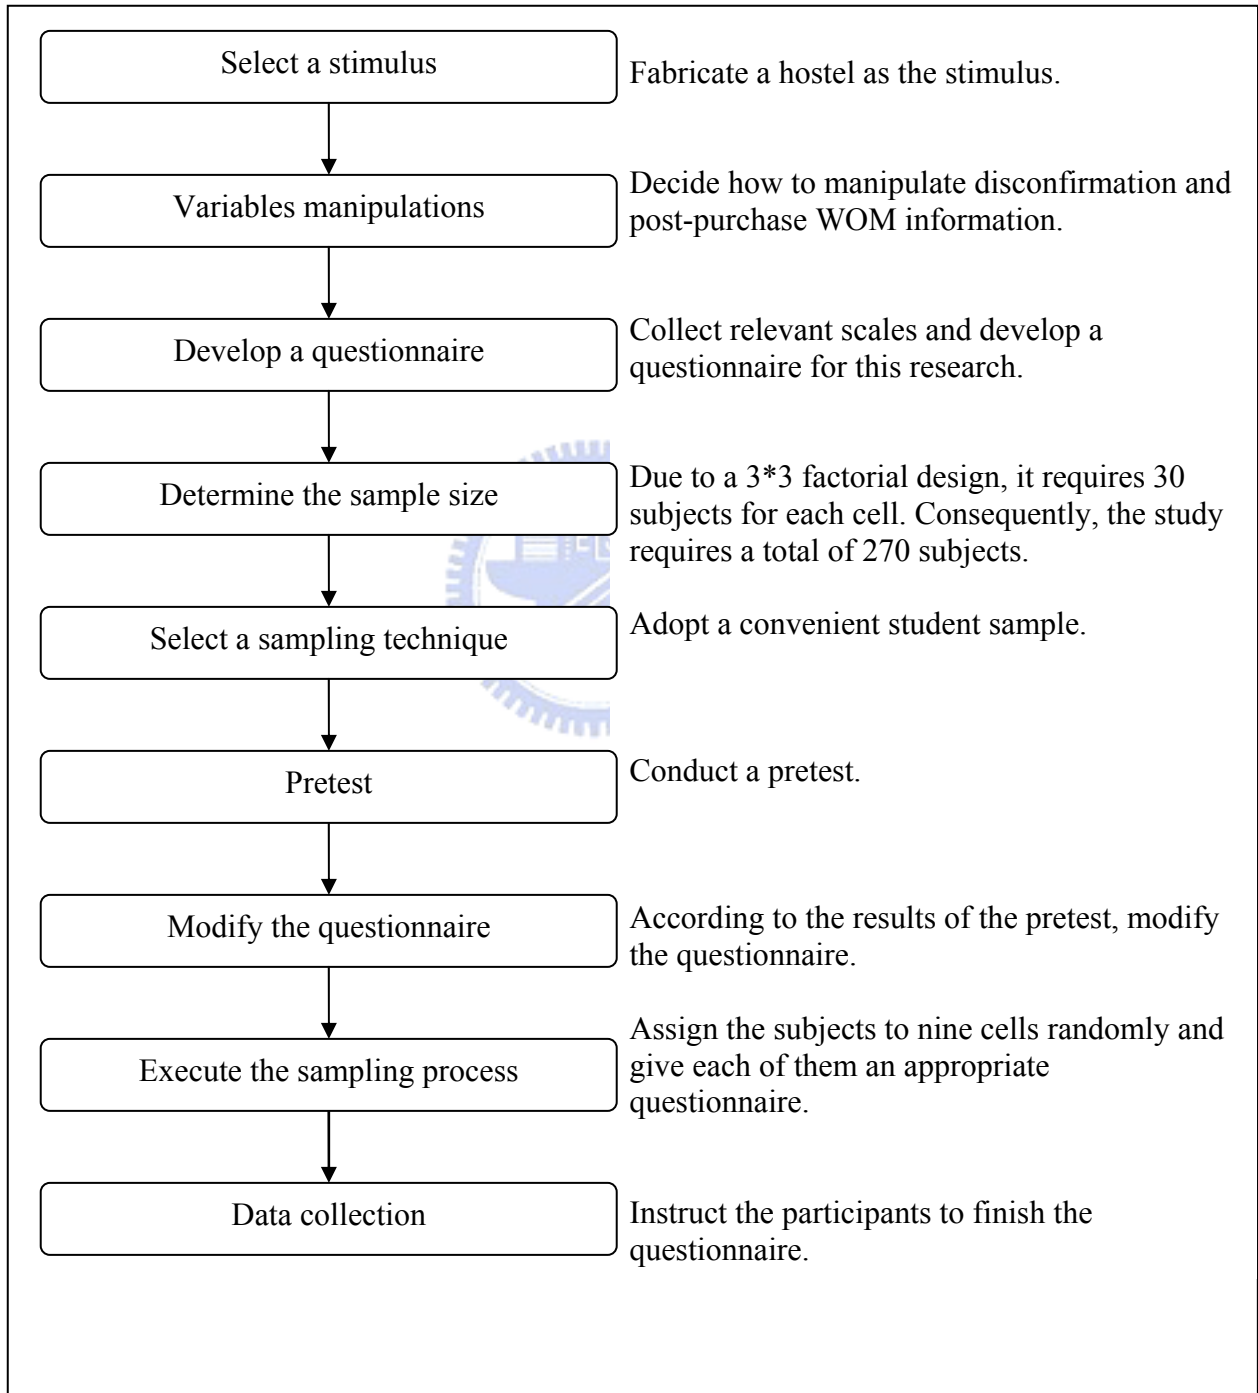 Select a stimulus
Fabricate a hostel as the stimulus.
Variables manipulations
Decide how to manipulate disconfirmation and
post-purchase WOM information.
Develop a questionnaire
Collect relevant scales and develop a
questionnaire for this research.
Determine the sample size
Due to a 3*3 factorial design, it requires 30
subjects for each cell. Consequently, the study
requires a total of 270 subjects.
Select a sampling technique
Adopt a convenient student sample.
Pretest
Conduct a pretest.
Modify the questionnaire
According to the results of the pretest, modify
the questionnaire.
Execute the sampling process
Assign the subjects to nine cells randomly and
give each of them an appropriate
questionnaire.
Data collection
Instruct the participants to finish the
questionnaire.